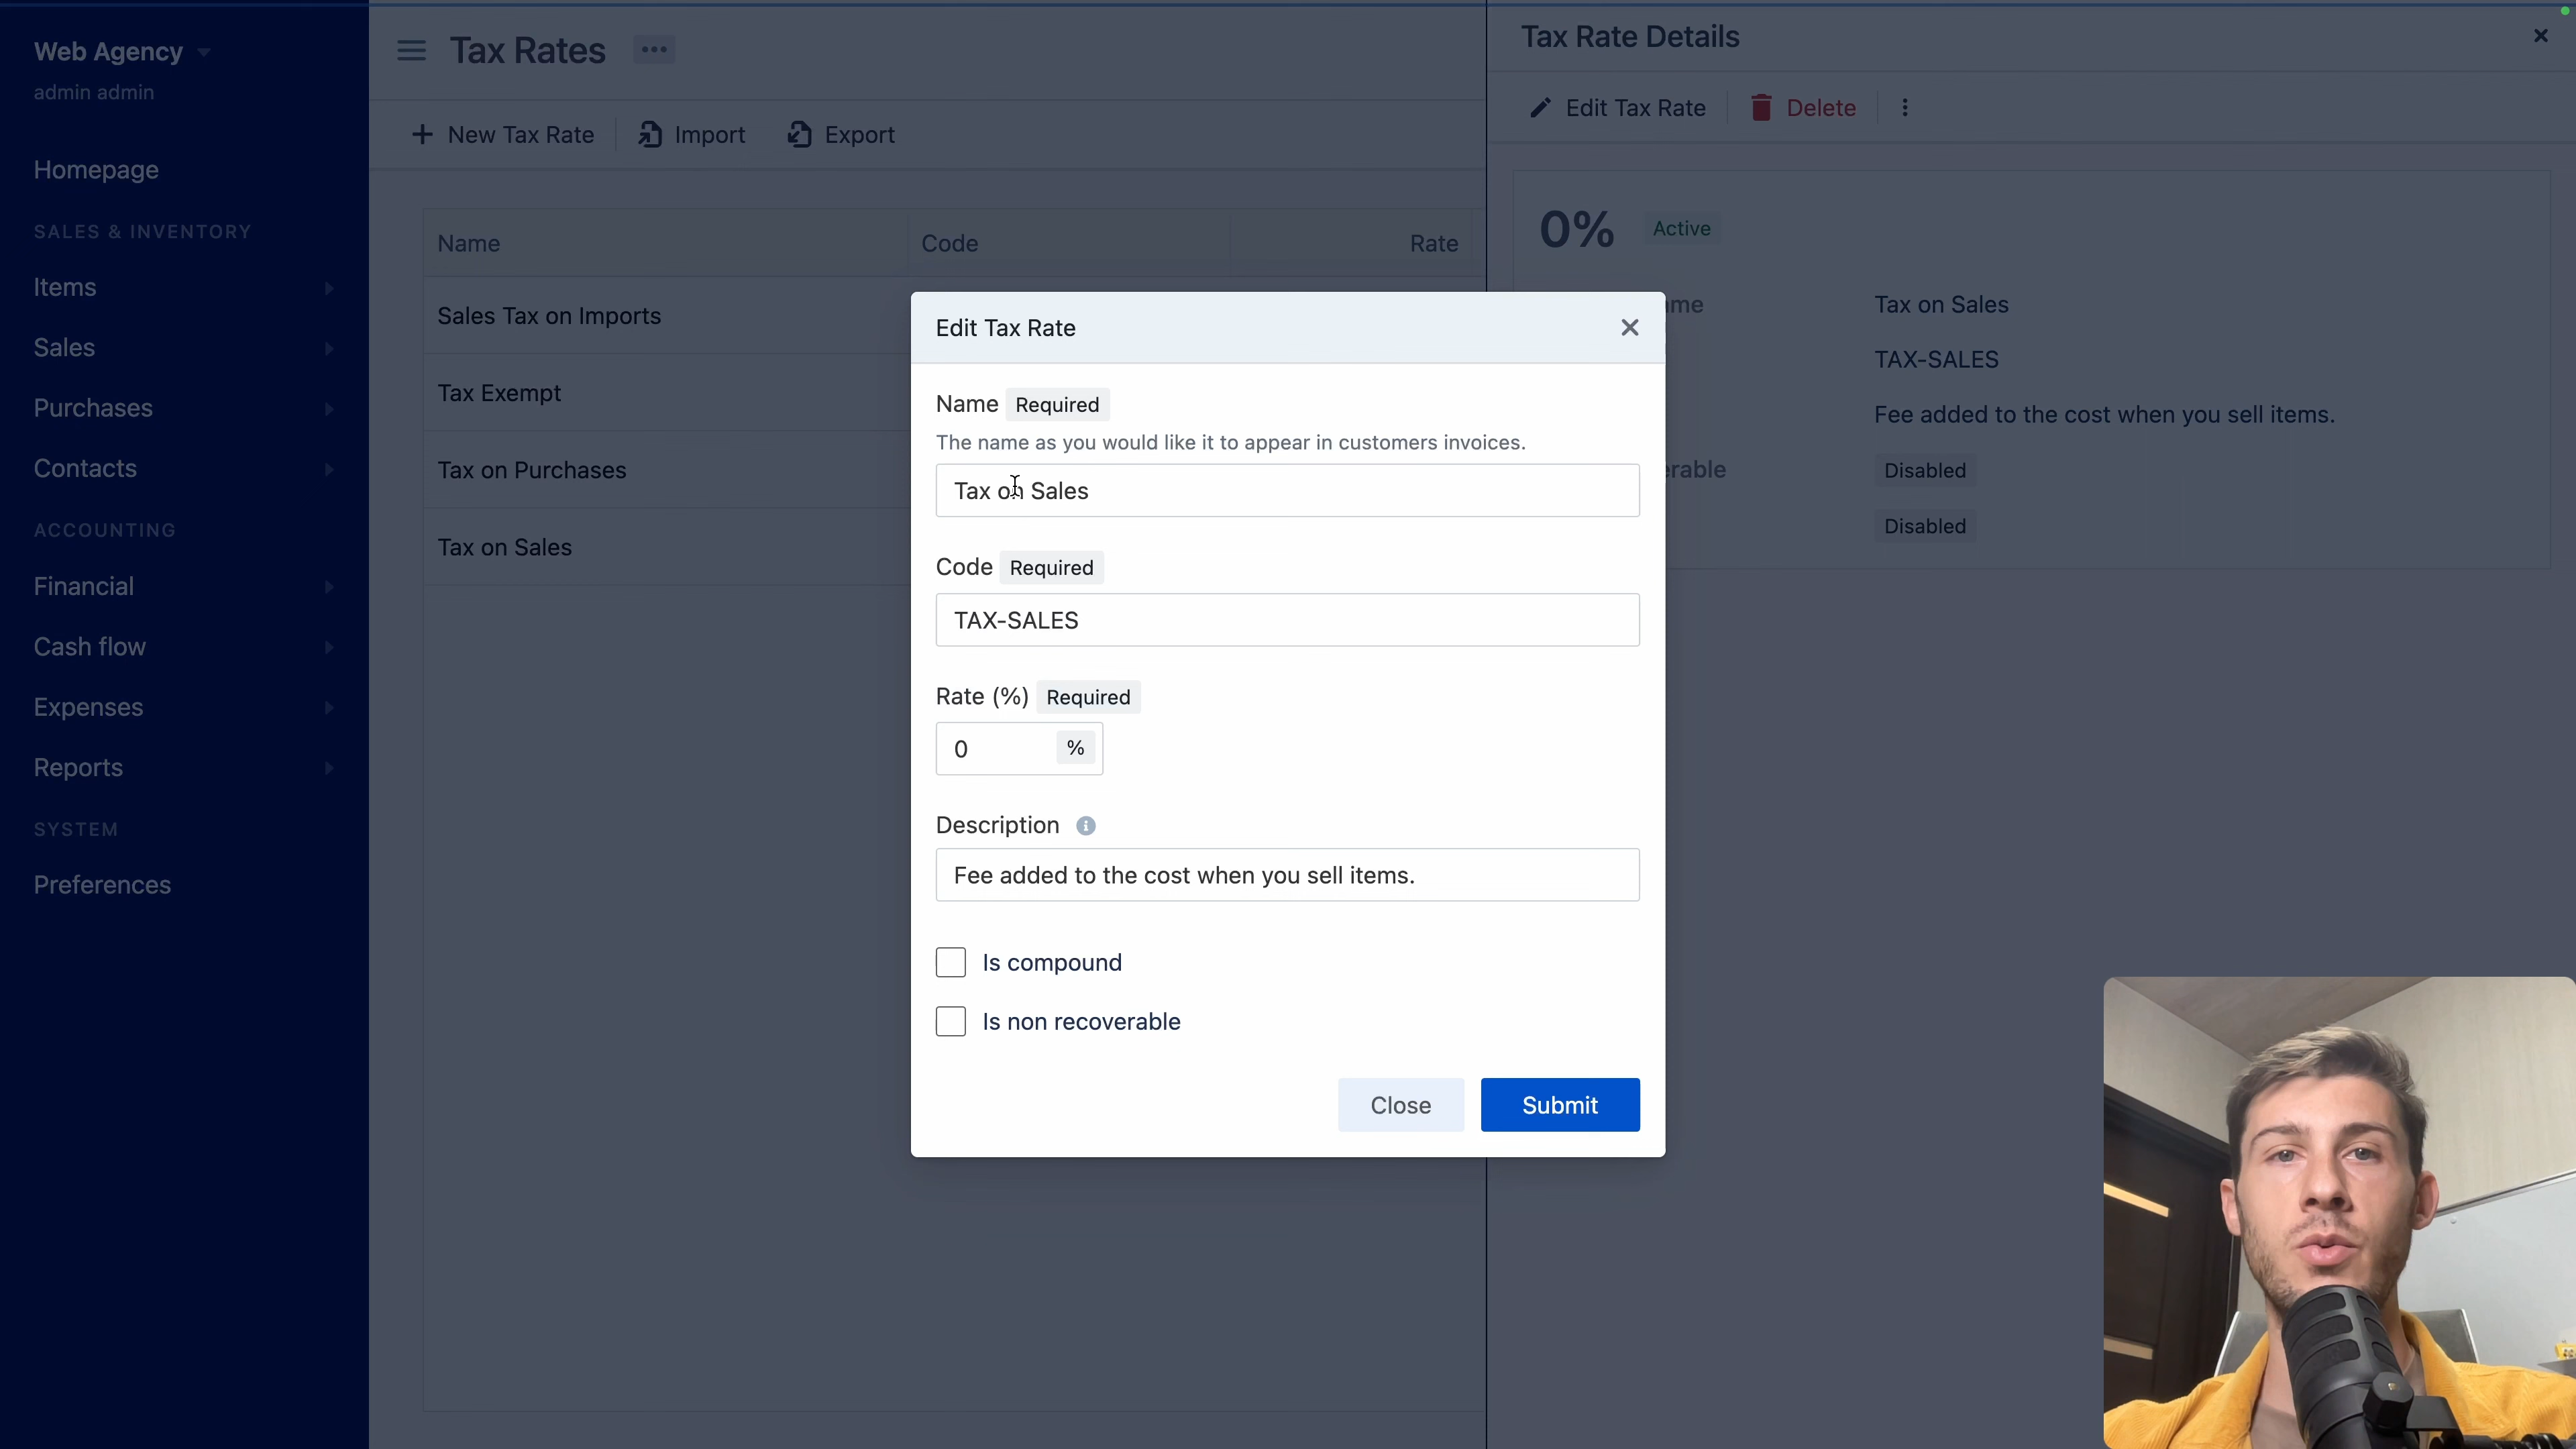 Web Agency
admin admin
Homepage
SALES & INVENTORY
Items
Sales
Purchases
Contacts
ACCOUNTING
Financial
Cash flow
Expenses
Reports
SYSTEM
Preferences
Tax Rates
New Tax Rate
Import
Export
Name Code Rate
Sales Tax on Imports
Tax Exempt
Tax on Purchases
Tax on Sales
Tax Rate Details
Edit Tax Rate
Delete
0% Active
me Tax on Sales
TAX-SALES
Fee added to the cost when you sell items.
erable Disabled
Disabled
Edit Tax Rate
Name Required
The name as you would like it to appear in customers invoices.
Tax on Sales
Code Required
TAX-SALES
Rate (%) Required
0 %
Description
Fee added to the cost when you sell items.
Is compound
Is non recoverable
Close
Submit